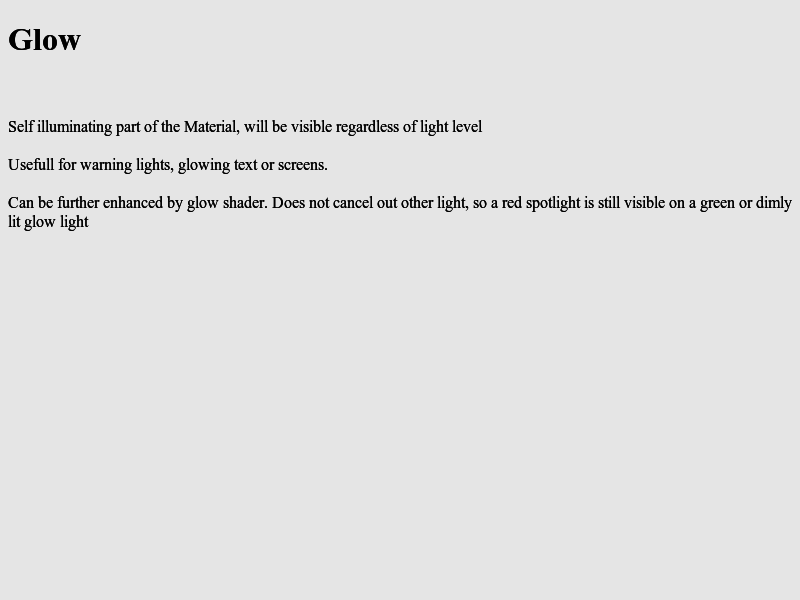 Glow
Self illuminating part of the Material, will be visible regardless of light level
Usefull for warning lights, glowing text or screens.
Can be further enhanced by glow shader. Does not cancel out other light, so a red spotlight is still visible on a green or dimly
lit glow light